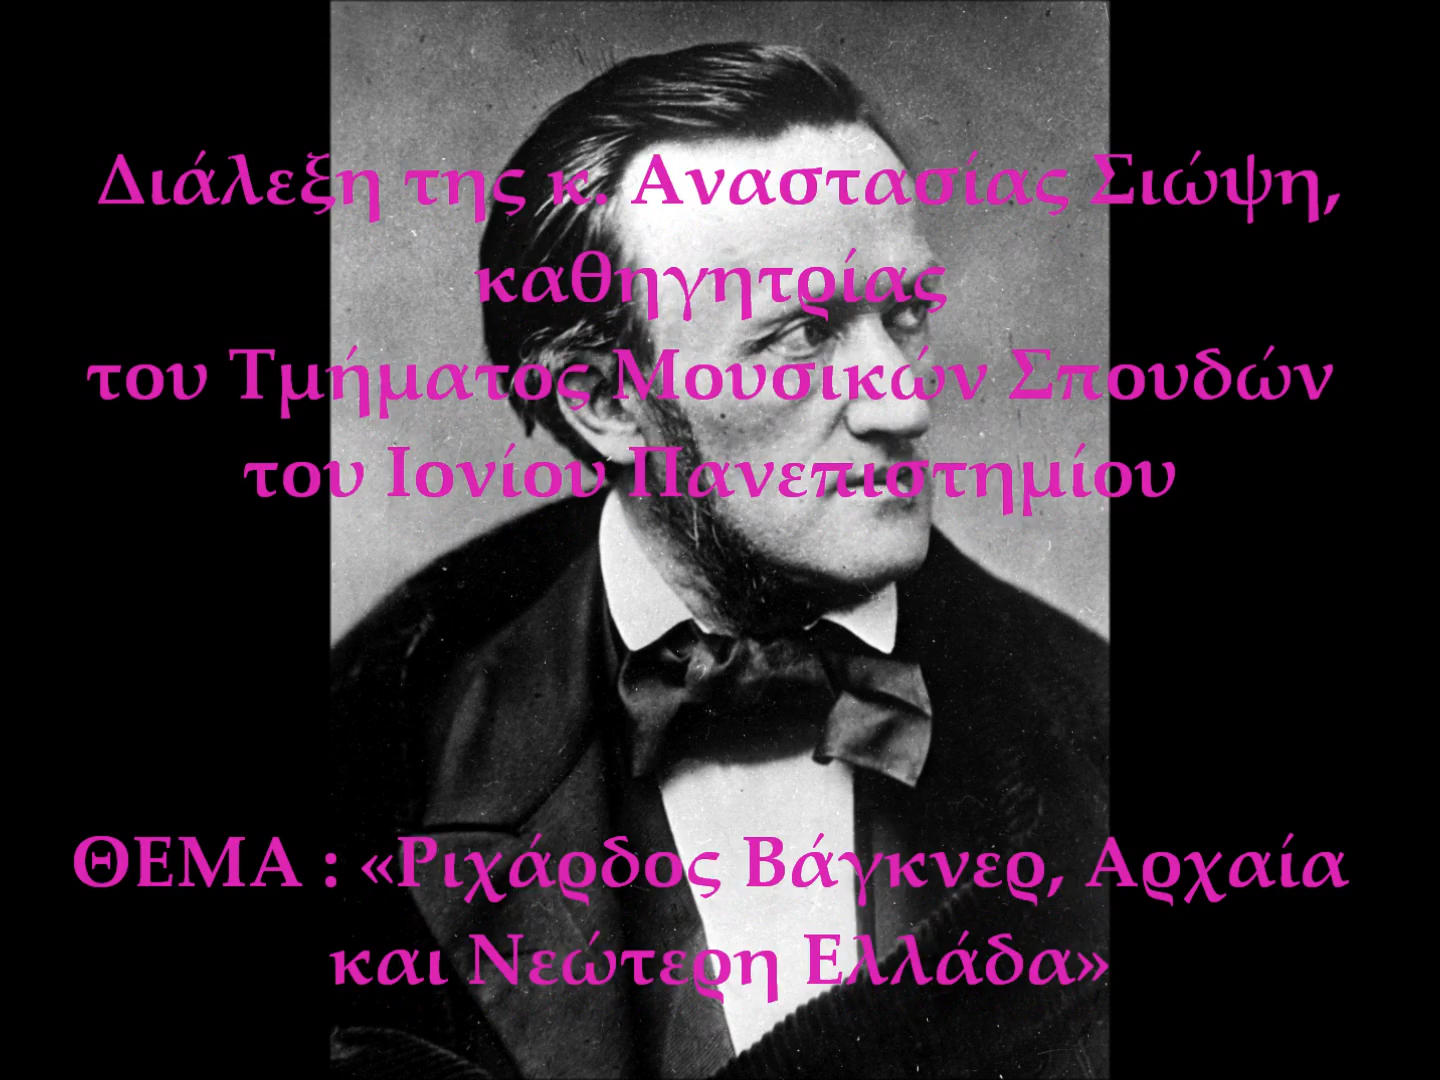 Διάλεξη της κ. Αναστασίας Σιώψη,
καθηγητρίας
του Τμήματος Μουσικών Σπουδών
του Ιονίου Πανεπιστημίου
ΘΕΜΑ : «Ριχάρδος Βάγκνερ, Αρχαία
και Νεώτερη Ελλάδα»